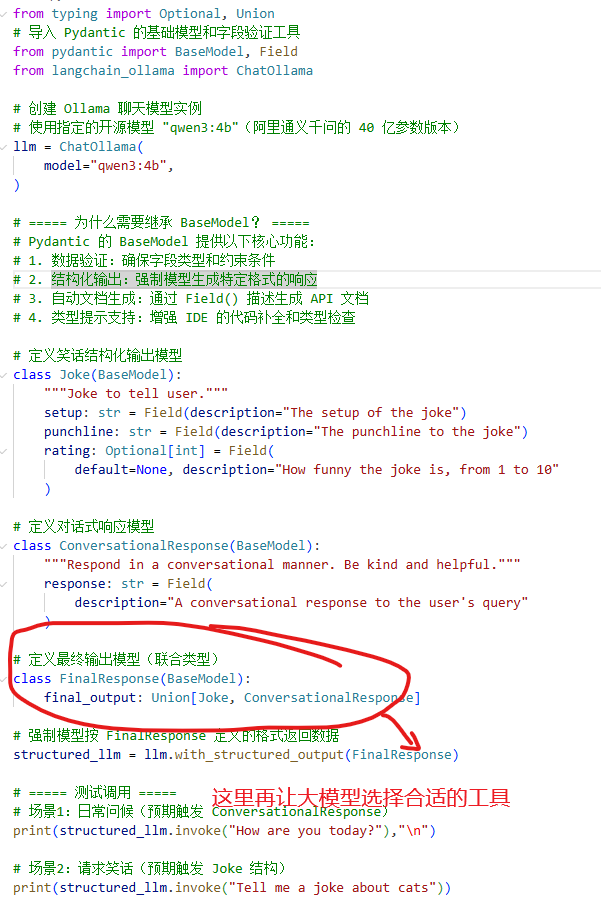 from typing import Optional, Union
# 导入 Pydantic 的基础模型和字段验证工具
from pydantic import BaseModel, Field
from langchain_ollama import ChatOllama
# 创建 Ollama 聊天模型实例
# 使用指定的开源模型 "qwen3:4b"（阿里通义千问的 40 亿参数版本）
llm = ChatOllama(
    model="qwen3:4b",
)
# ===== 为什么需要继承 BaseModel？ =====
# Pydantic 的 BaseModel 提供以下核心功能：
# 1. 数据验证：确保字段类型和约束条件
# 2. 结构化输出：强制模型生成特定格式的响应
# 3. 自动文档生成：通过 Field() 描述生成 API 文档
# 4. 类型提示支持：增强 IDE 的代码补全和类型检查
# 定义笑话结构化输出模型
class Joke(BaseModel):
    """Joke to tell user."""
    setup: str = Field(description="The setup of the joke")
    punchline: str = Field(description="The punchline to the joke")
    rating: Optional[int] = Field(
        default=None, description="How funny the joke is, from 1 to 10"
    )
# 定义对话式响应模型
class ConversationalResponse(BaseModel):
    """Respond in a conversational manner. Be kind and helpful."""
    response: str = Field(
        description="A conversational response to the user's query"
    )
# 定义最终输出模型（联合类型）
class FinalResponse(BaseModel):
    final_output: Union[Joke, ConversationalResponse]
# 强制模型按 FinalResponse 定义的格式返回数据
structured_llm = llm.with_structured_output(FinalResponse)
# ===== 测试调用 =====
这里再让大模型选择合适的工具
# 场景1：日常问候（预期触发 ConversationalResponse）
print(structured_llm.invoke("How are you today?"),"\n")
# 场景2：请求笑话（预期触发 Joke 结构）
print(structured_llm.invoke("Tell me a joke about cats"))